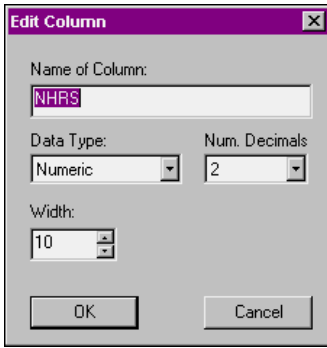 Edit Column
Name of Column:
NHRS
Data Type: Num. Decimals
Numeric 2
Width:
10
OK Cancel